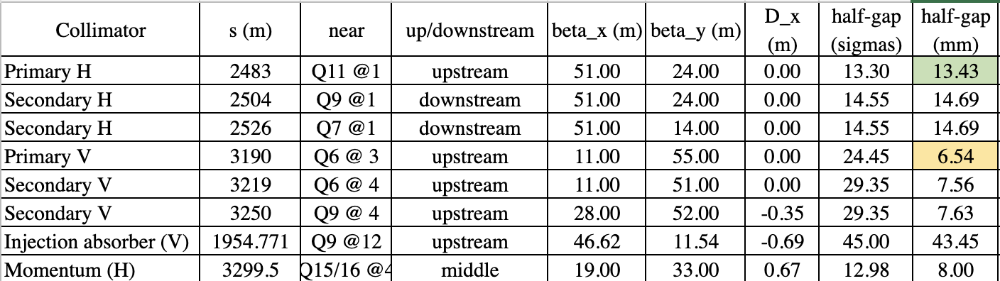 Collimator s (m) near up/downstream beta_x (m) beta_y (m) D_x (m) half-gap (sigmas) half-gap (mm)
Primary H 2483 Q11 @1 upstream 51.00 24.00 0.00 13.30 13.43
Secondary H 2504 Q9 @1 downstream 51.00 24.00 0.00 14.55 14.69
Secondary H 2526 Q7 @1 downstream 51.00 14.00 0.00 14.55 14.69
Primary V 3190 Q6 @ 3 upstream 11.00 55.00 0.00 24.45 6.54
Secondary V 3219 Q6 @ 4 upstream 11.00 51.00 0.00 29.35 7.56
Secondary V 3250 Q9 @ 4 upstream 28.00 52.00 -0.35 29.35 7.63
Injection absorber (V) 1954.771 Q9 @12 upstream 46.62 11.54 -0.69 45.00 43.45
Momentum (H) 3299.5 Q15/16 @4 middle 19.00 33.00 0.67 12.98 8.00